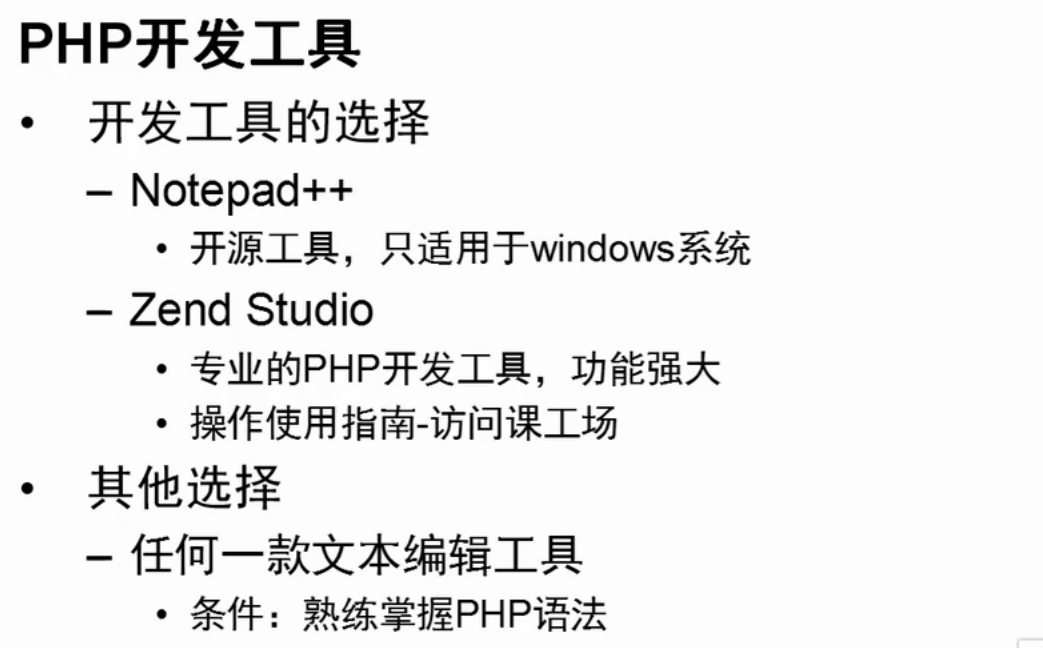 PHP开发工具
• 开发工具的选择
– Notepad++
• 开源工具，只适用于windows系统
– Zend Studio
• 专业的PHP开发工具，功能强大
• 操作使用指南-访问课工场
• 其他选择
– 任何一款文本编辑工具
• 条件：熟练掌握PHP语法